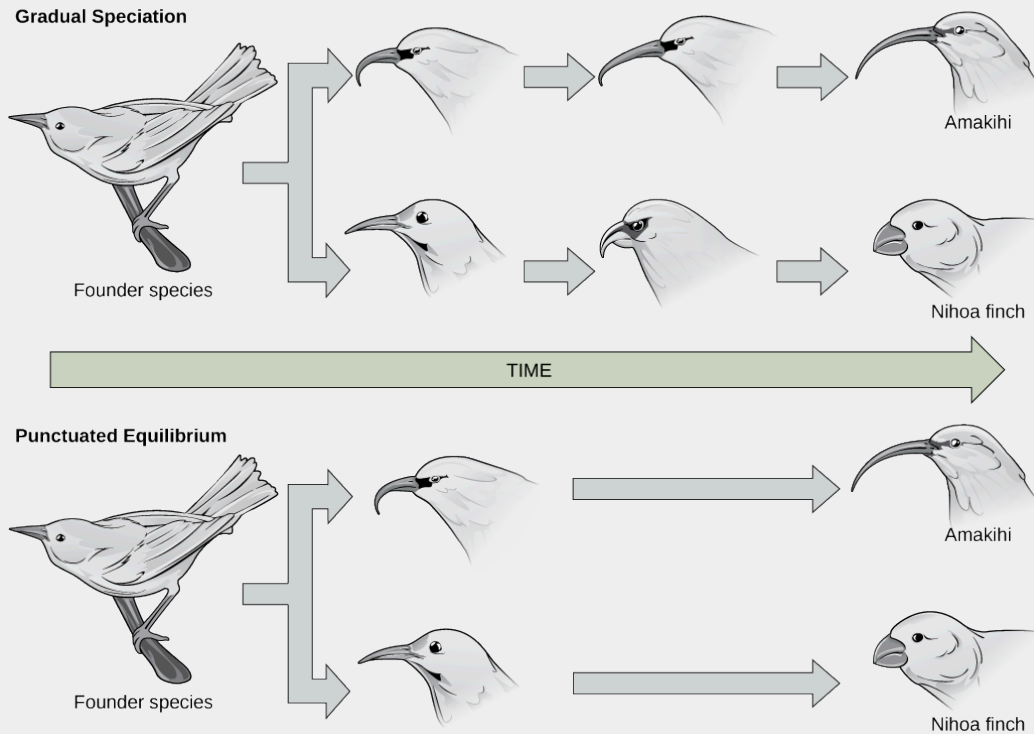 Gradual Speciation
Amakihi
Founder species
Nihoa finch
TIME
Punctuated Equilibrium
Amakihi
Founder species
Nihoa finch